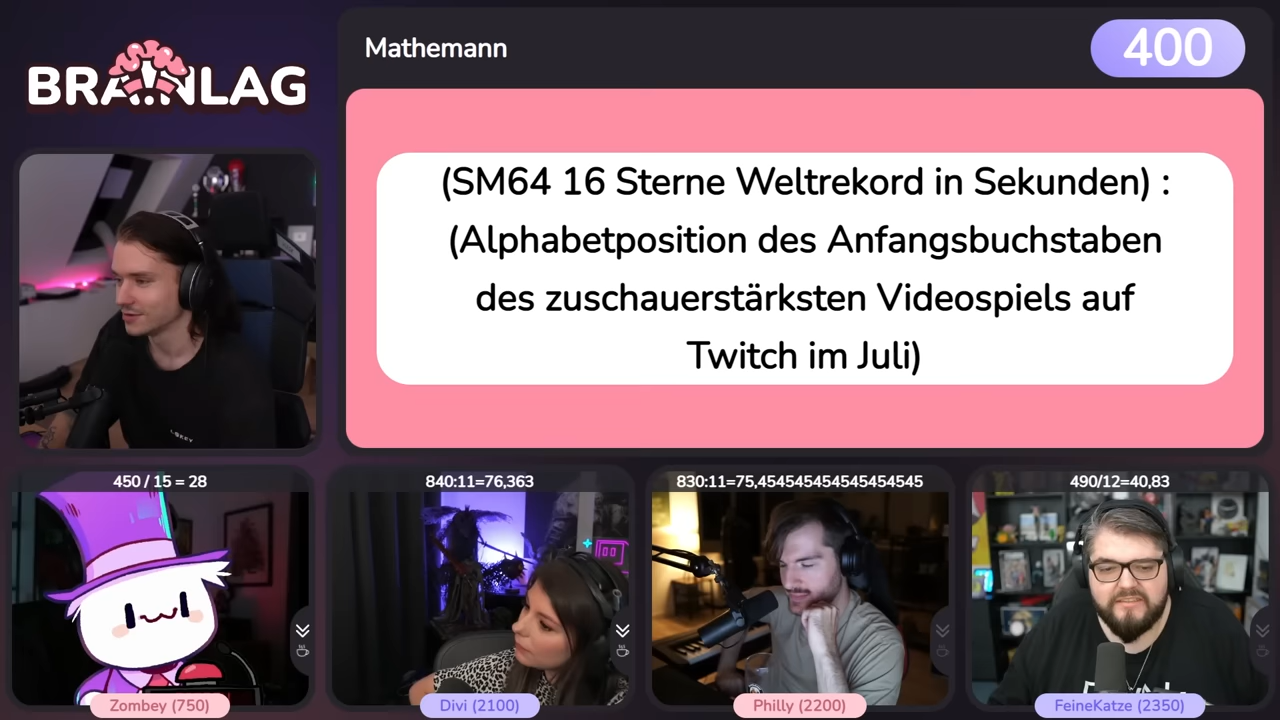 BRAINLAG
Mathemann
400
(SM64 16 Sterne Weltrekord in Sekunden) :
(Alphabetposition des Anfangsbuchstaben
des zuschauerstärksten Videospiels auf
Twitch im Juli)
450 / 15 = 28
840:11=76,363
830:11=75,454545454545454545
490/12=40,83
Zombey (750)
Divi (2100)
Philly (2200)
FeineKatze (2350)